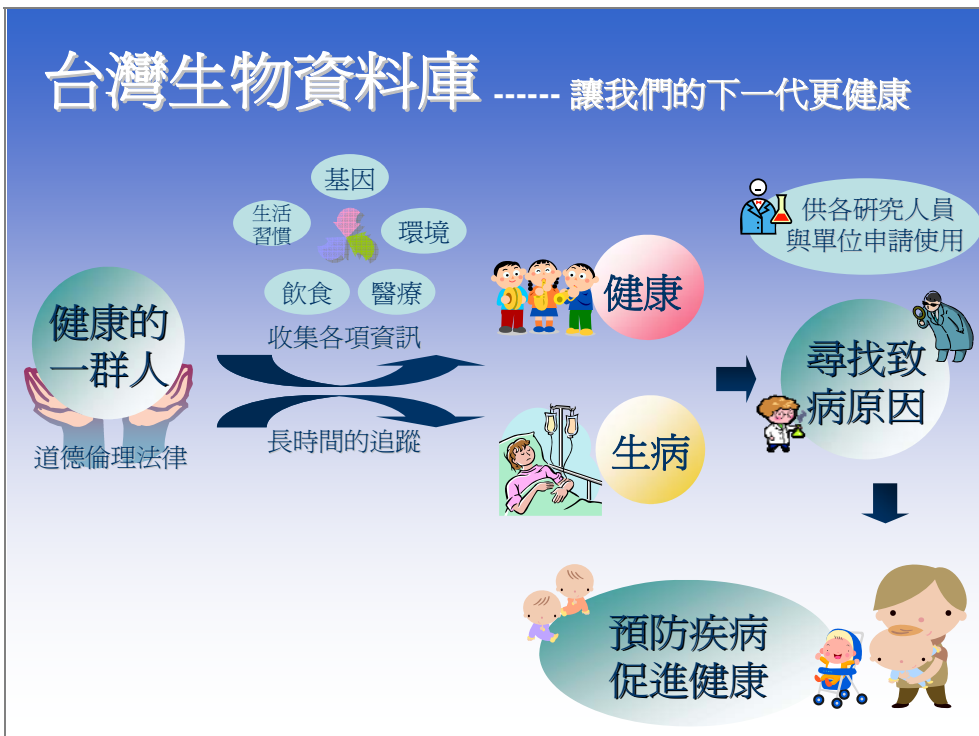 台灣生物資料庫 ------ 讓我們的下一代更健康
基因
生活
習慣
環境
飲食
醫療
收集各項資訊
長時間的追蹤
健康的
一群人
道德倫理法律
健康
生病
供各研究人員
與單位申請使用
尋找致
病原因
預防疾病
促進健康